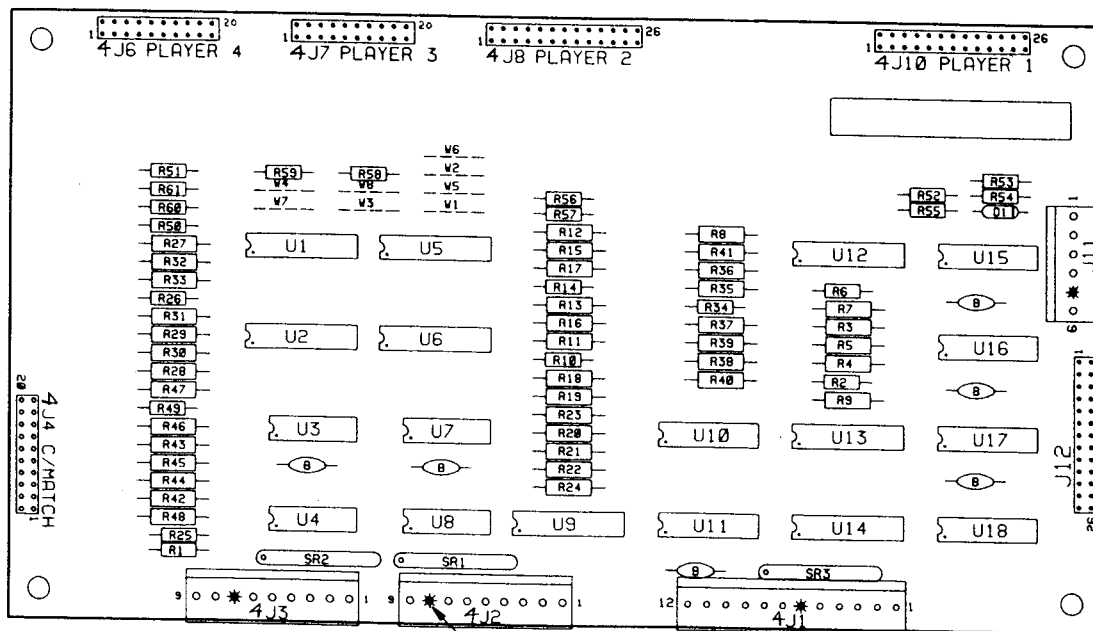 1 20
4J6 PLAYER 4
1 20
4J7 PLAYER 3
1 26
4J8 PLAYER 2
1 26
4J10 PLAYER 1
R51
R61
R60
R50
R27
R32
R33
R26
R31
R29
R30
R28
R47
R49
R46
R43
R45
R44
R42
R48
R25
R1
R59
W4
W7
R58
W8
W3
W6
W2
W5
W1
U1
U5
U2
U6
U3
U7
B
B
U4
U8
U9
R56
R57
R12
R15
R17
R14
R13
R16
R11
R10
R18
R19
R23
R20
R21
R22
R24
R8
R41
R36
R35
R34
R37
R39
R38
R40
R52
R55
R53
R54
D1
U12
U15
R6
R7
R3
R5
R4
R2
R9
B
U16
B
U10
U13
U17
B
U11
U14
U18
1
J11
6
1
J12
26
20
4J4 C/MATCH
1
SR2
SR1
B
SR3
9 1
4J3
9 1
4J2
12 1
4J1